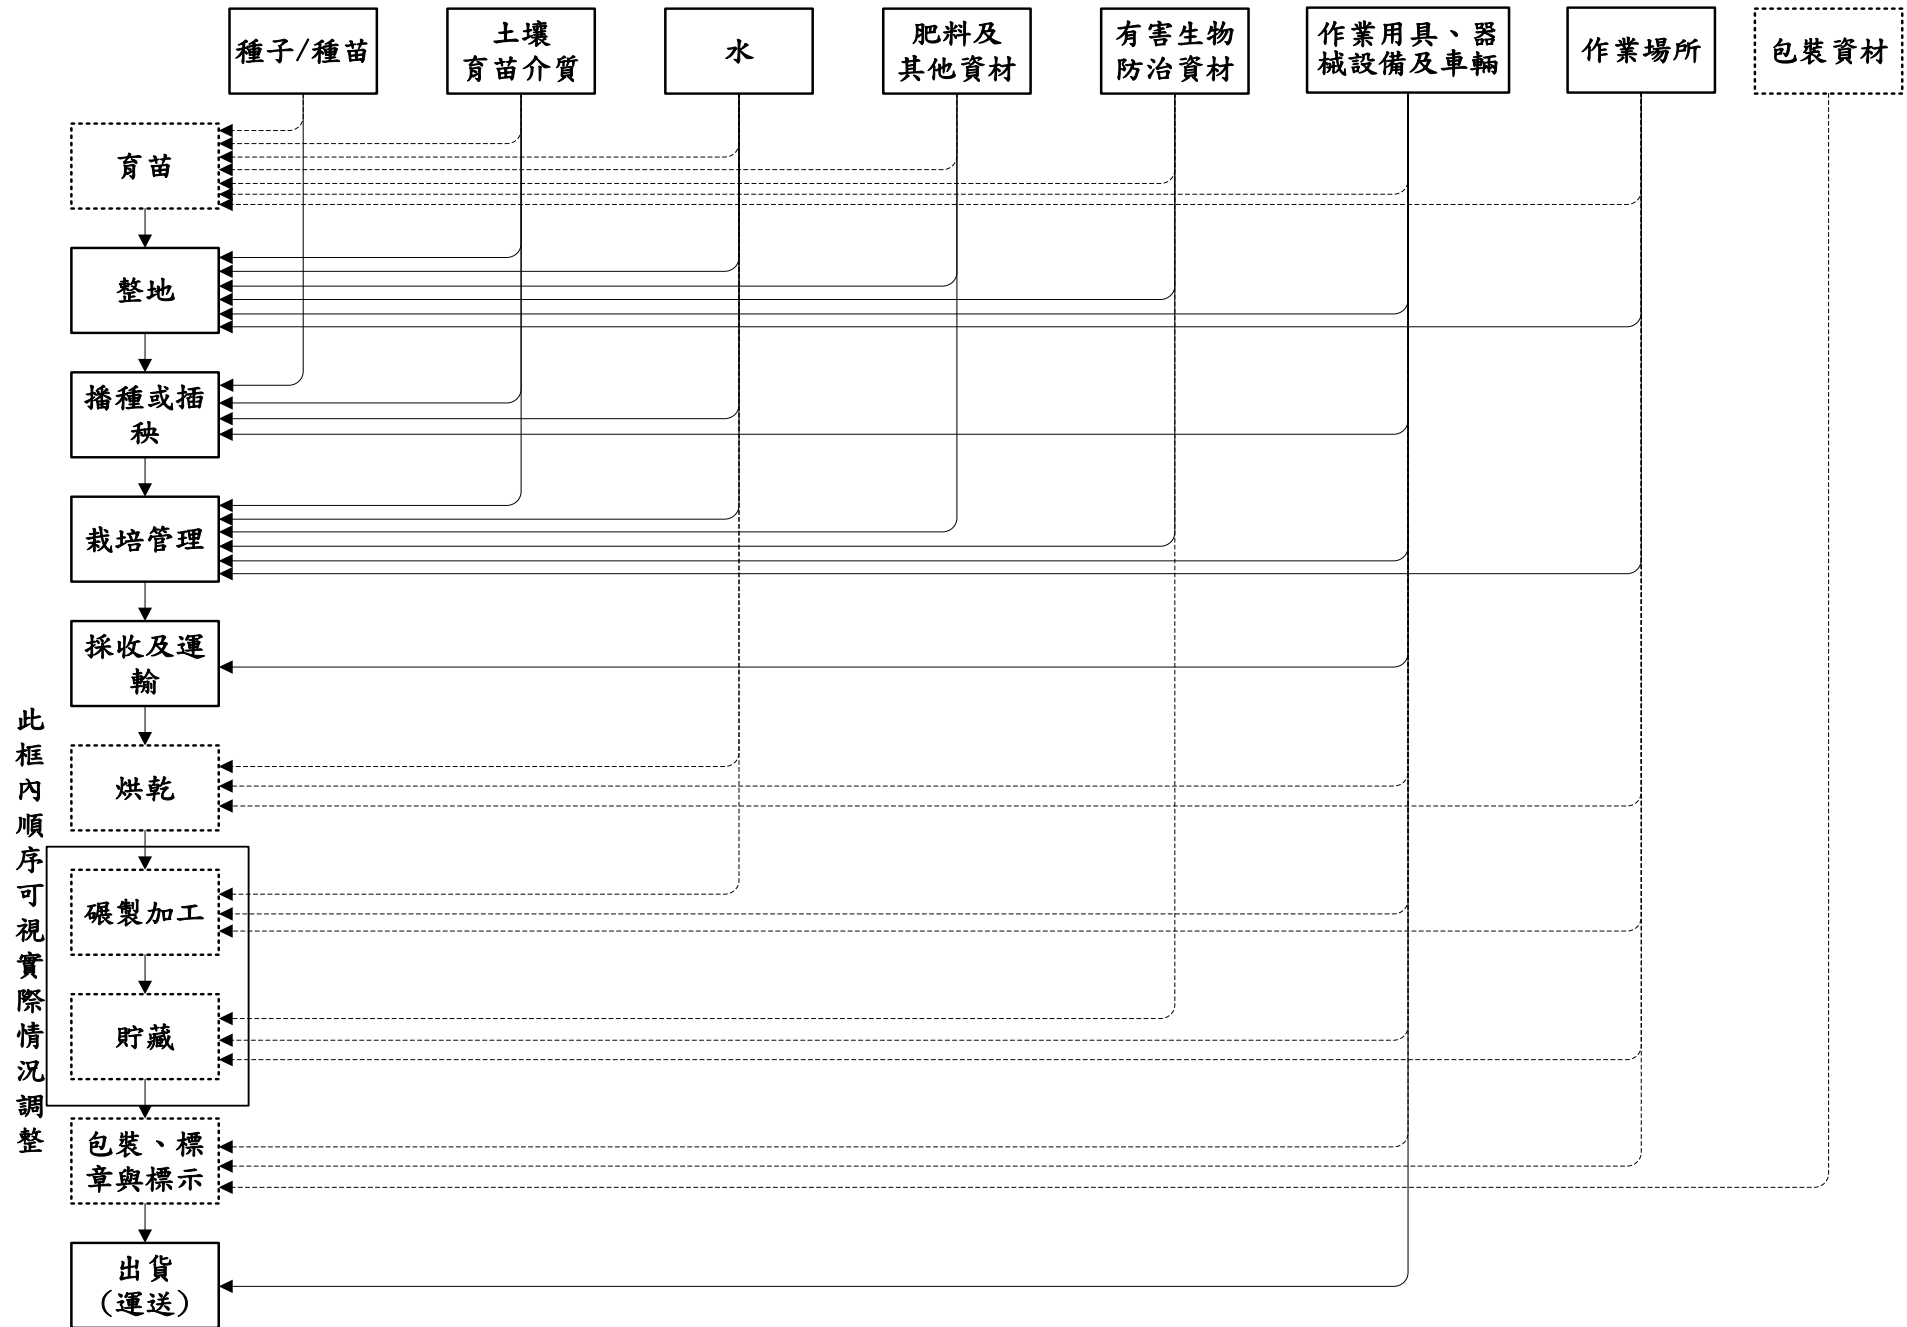 種子/種苗
土壤
育苗介質
水
肥料及
其他資材
有害生物
防治資材
作業用具、器
械設備及車輛
作業場所
包裝資材
育苗
整地
播種或插
秧
栽培管理
採收及運
輸
烘乾
碾製加工
貯藏
包裝、標
章與標示
出貨
(運送)
此框內順序可視實際情況調整